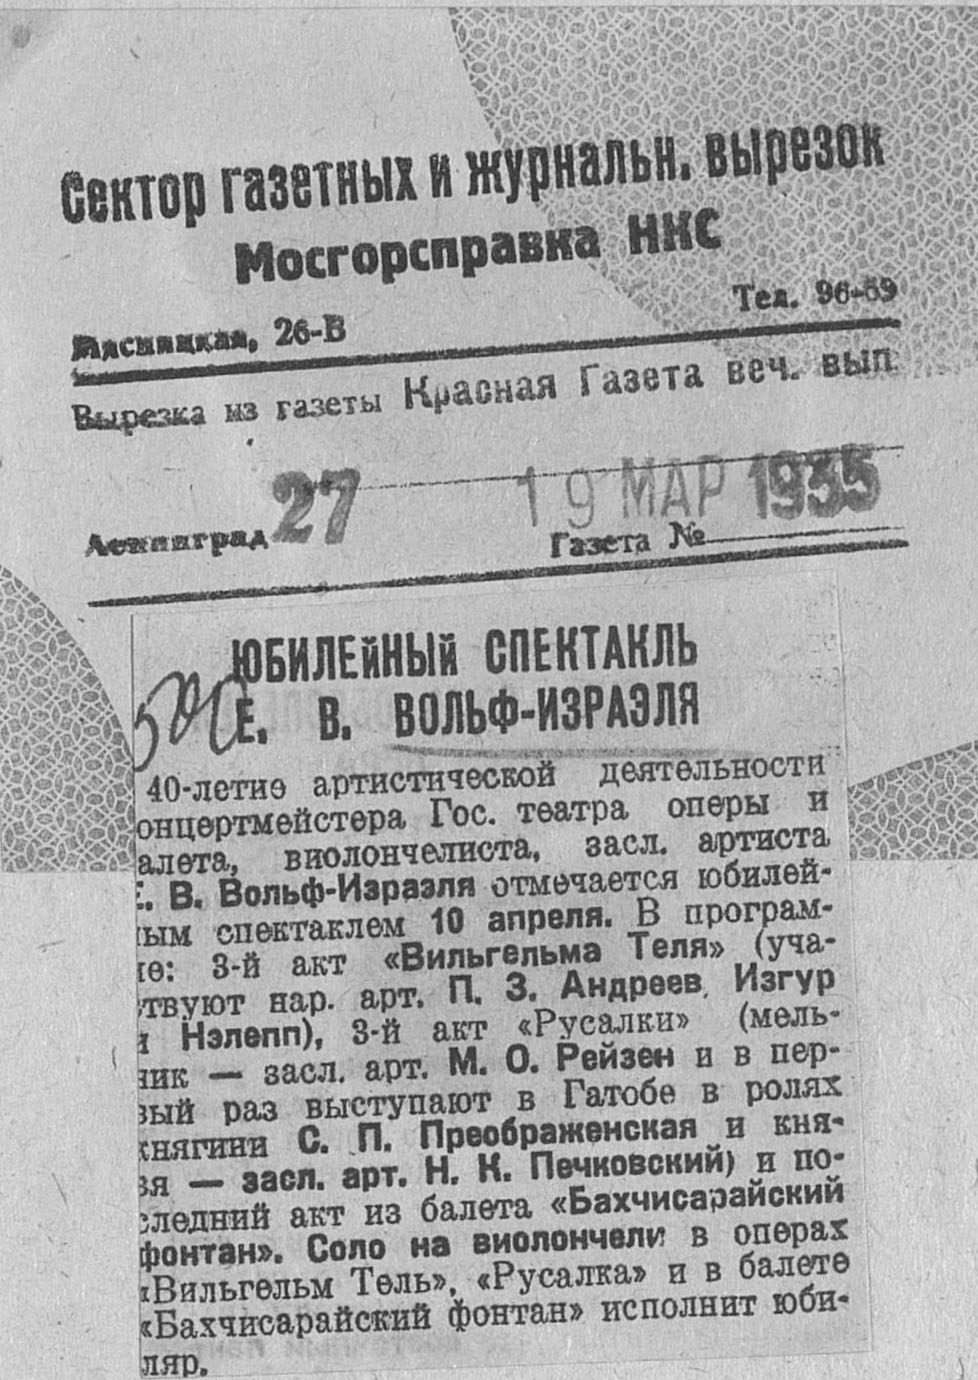 Сектор газетных и журнальн. вырезок
Мосгорсправка НКС
Мясницкая, 26-В
Тел. 96-69
Вырезка из газеты Красная Газета веч. вып
Ленинград 27
19 МАР 1935
Газета №
ЮБИЛЕЙНЫЙ СПЕКТАКЛЬ
Е. В. ВОЛЬФ-ИЗРАЭЛЯ
40-летие артистической деятельности
онцертмейстера Гос. театра оперы и
алета, виолончелиста, засл. артиста
Е. В. Вольф-Израэля отмечается юбилей-
ным спектаклем 10 апреля. В програм-
ме: 3-й акт «Вильгельма Теля» (уча-
ствуют нар. арт. П. З. Андреев, Изгур
и Нэлепп), 3-й акт «Русалки» (мель-
ник — засл. арт. М. О. Рейзен и в пер-
вый раз выступают в Гатобе в ролях
княгини С. П. Преображенская и кня-
зя — засл. арт. Н. К. Печковский) и по-
следний акт из балета «Бахчисарайский
фонтан». Соло на виолончели в операх
«Вильгельм Тель», «Русалка» и в балете
«Бахчисарайский фонтан» исполнит юби-
ляр.